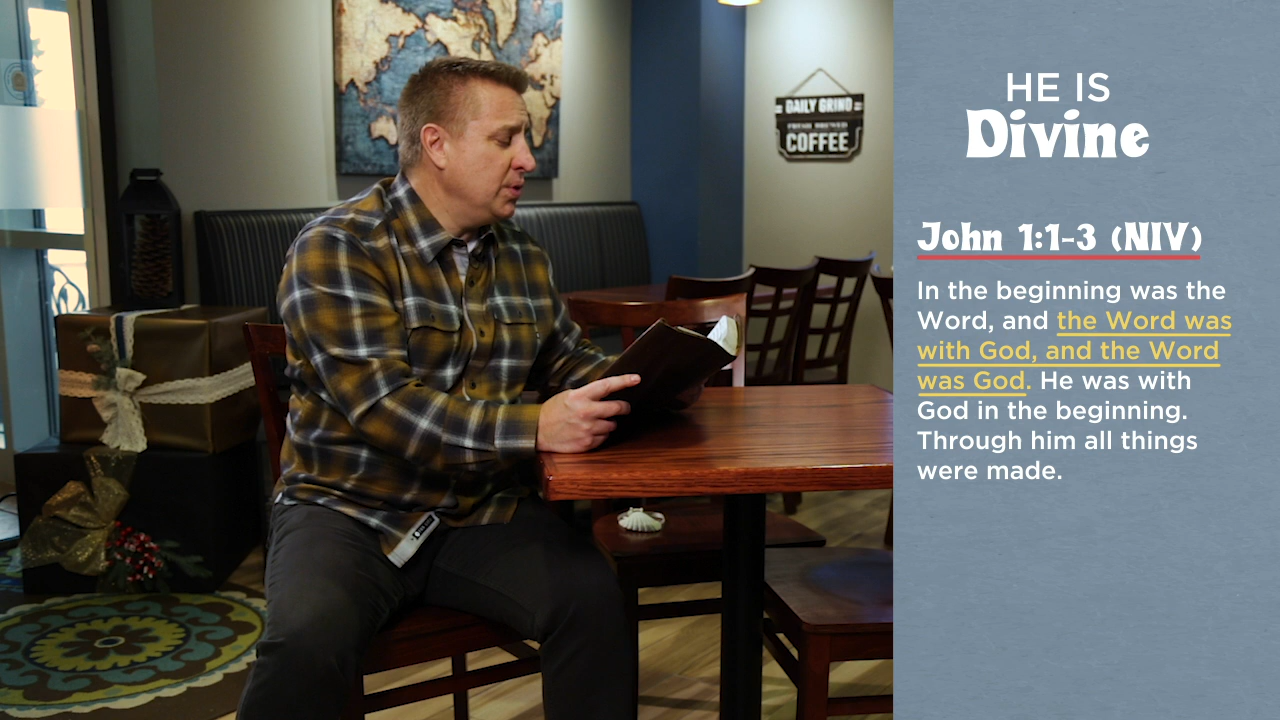 DAILY GRIND
FRESH BREWED
COFFEE
HE IS
Divine
John 1:1-3 (NIV)
In the beginning was the
Word, and the Word was
with God, and the Word
was God. He was with
God in the beginning.
Through him all things
were made.